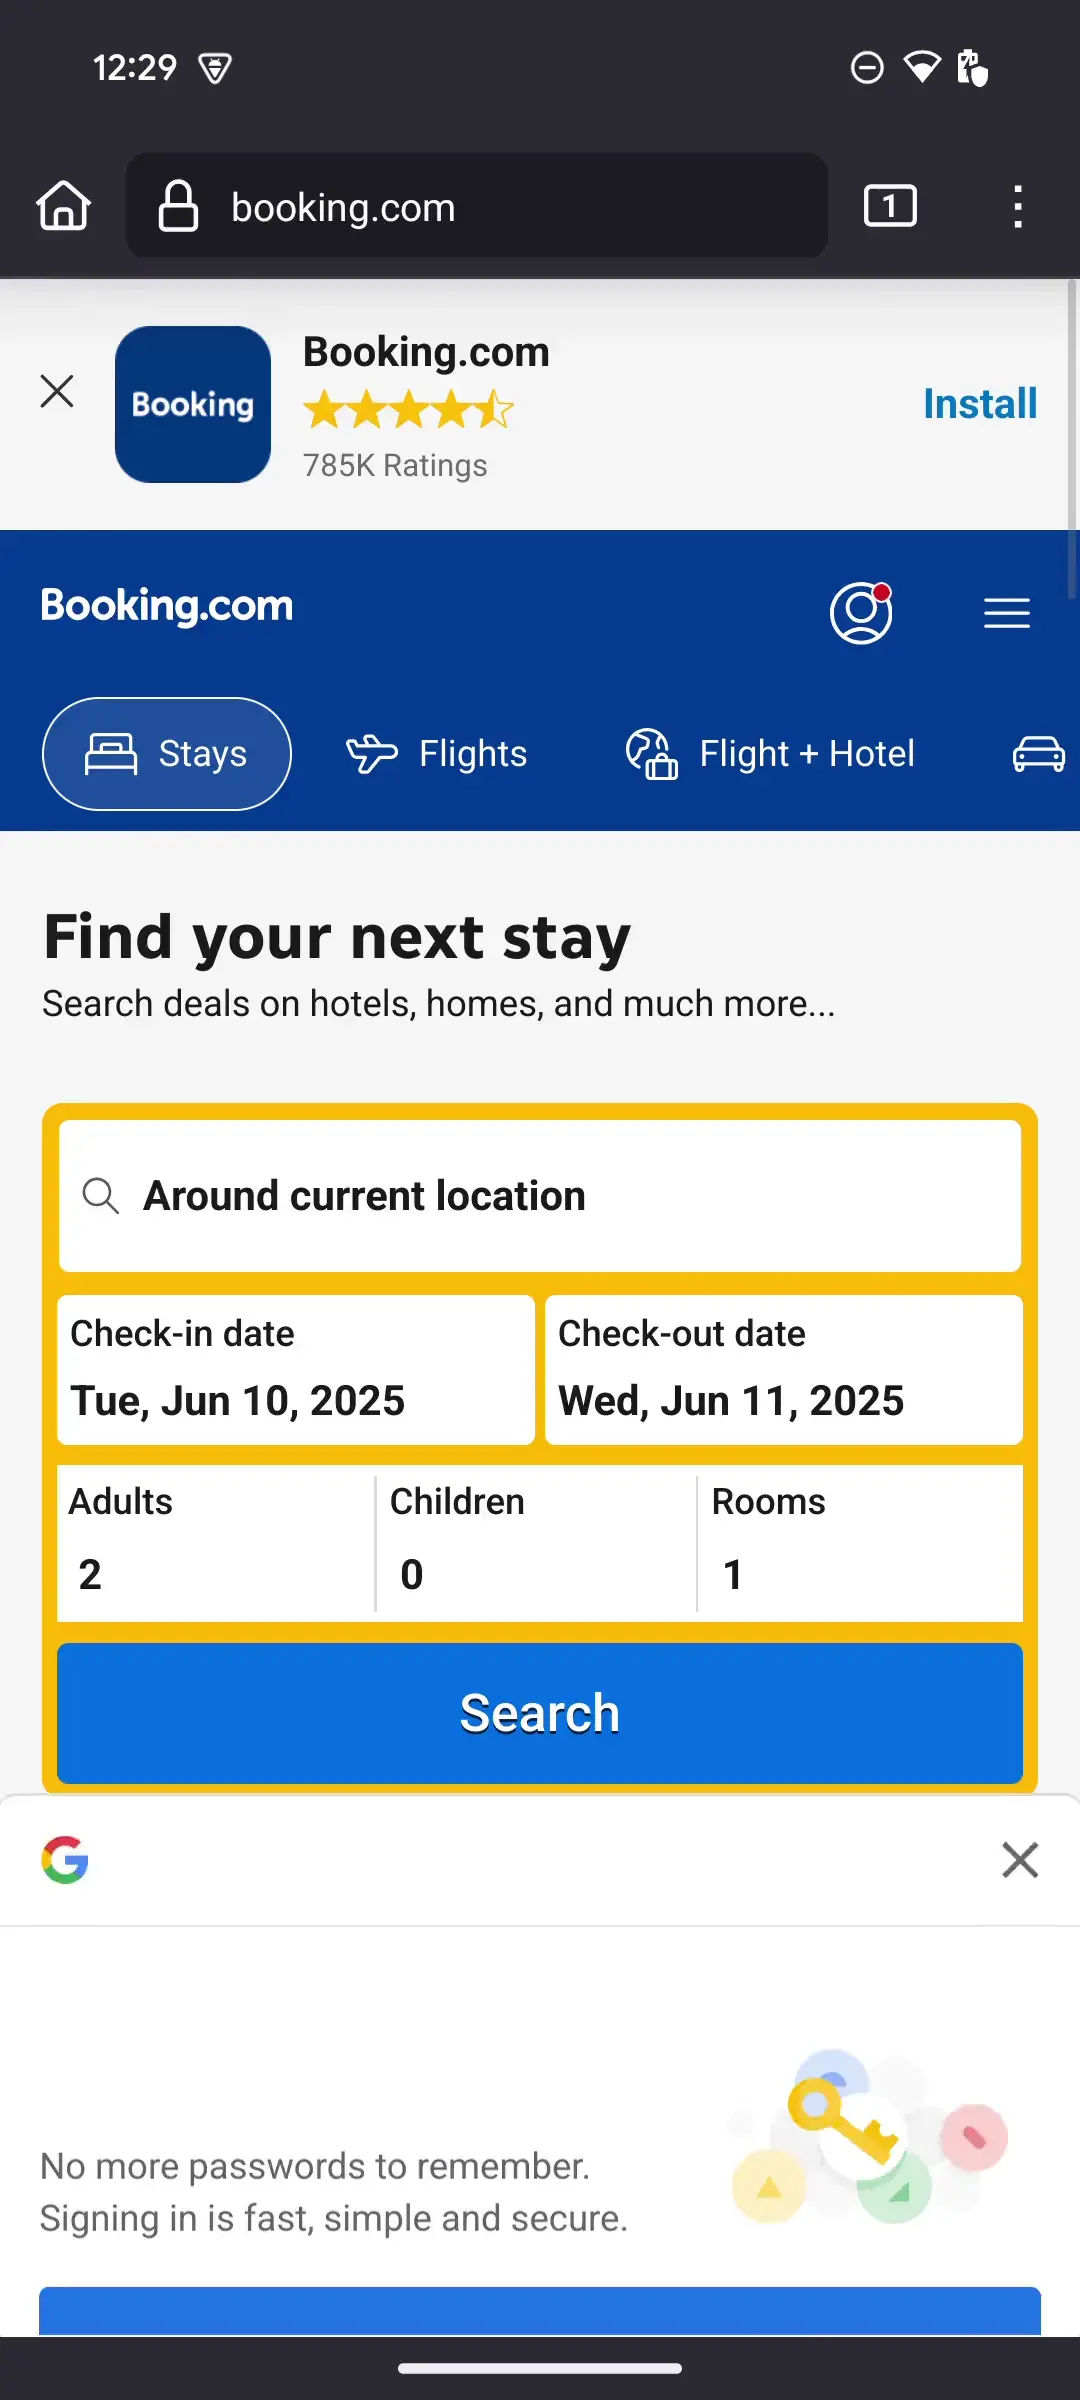 12:29
booking.com
1
Booking
Booking.com
785K Ratings
Install
Booking.com
Stays
Flights
Flight + Hotel
Find your next stay
Search deals on hotels, homes, and much more...
Around current location
Check-in date
Check-out date
Tue, Jun 10, 2025
Wed, Jun 11, 2025
Adults
Children
Rooms
2
0
1
Search
No more passwords to remember.
Signing in is fast, simple and secure.